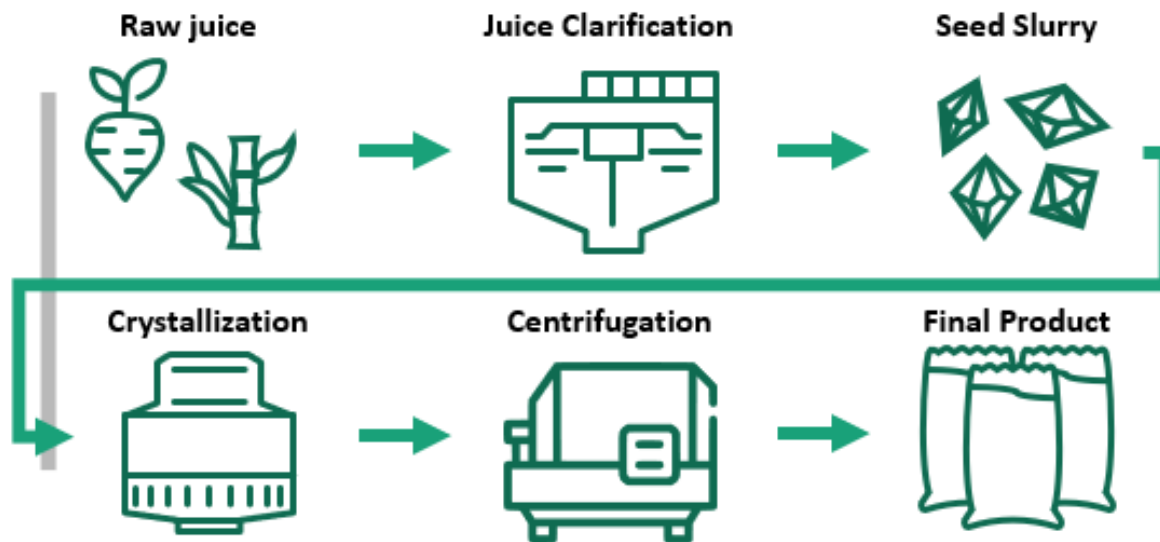 Raw juice
Juice Clarification
Seed Slurry
Crystallization
Centrifugation
Final Product